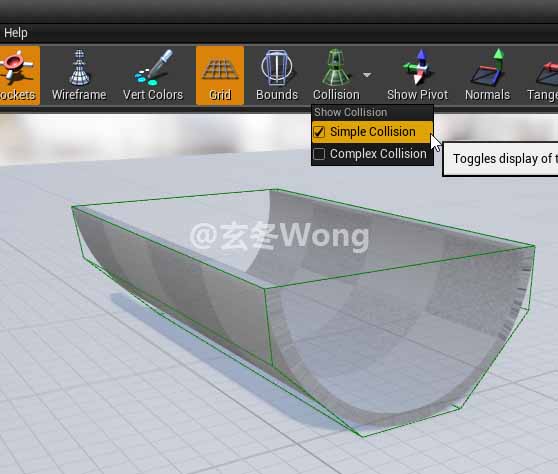 Help
ockets Wireframe Vert Colors Grid Bounds Collision Show Pivot Normals Tange
Show Collision
Simple Collision
Complex Collision
Toggles display of t
@玄冬Wong